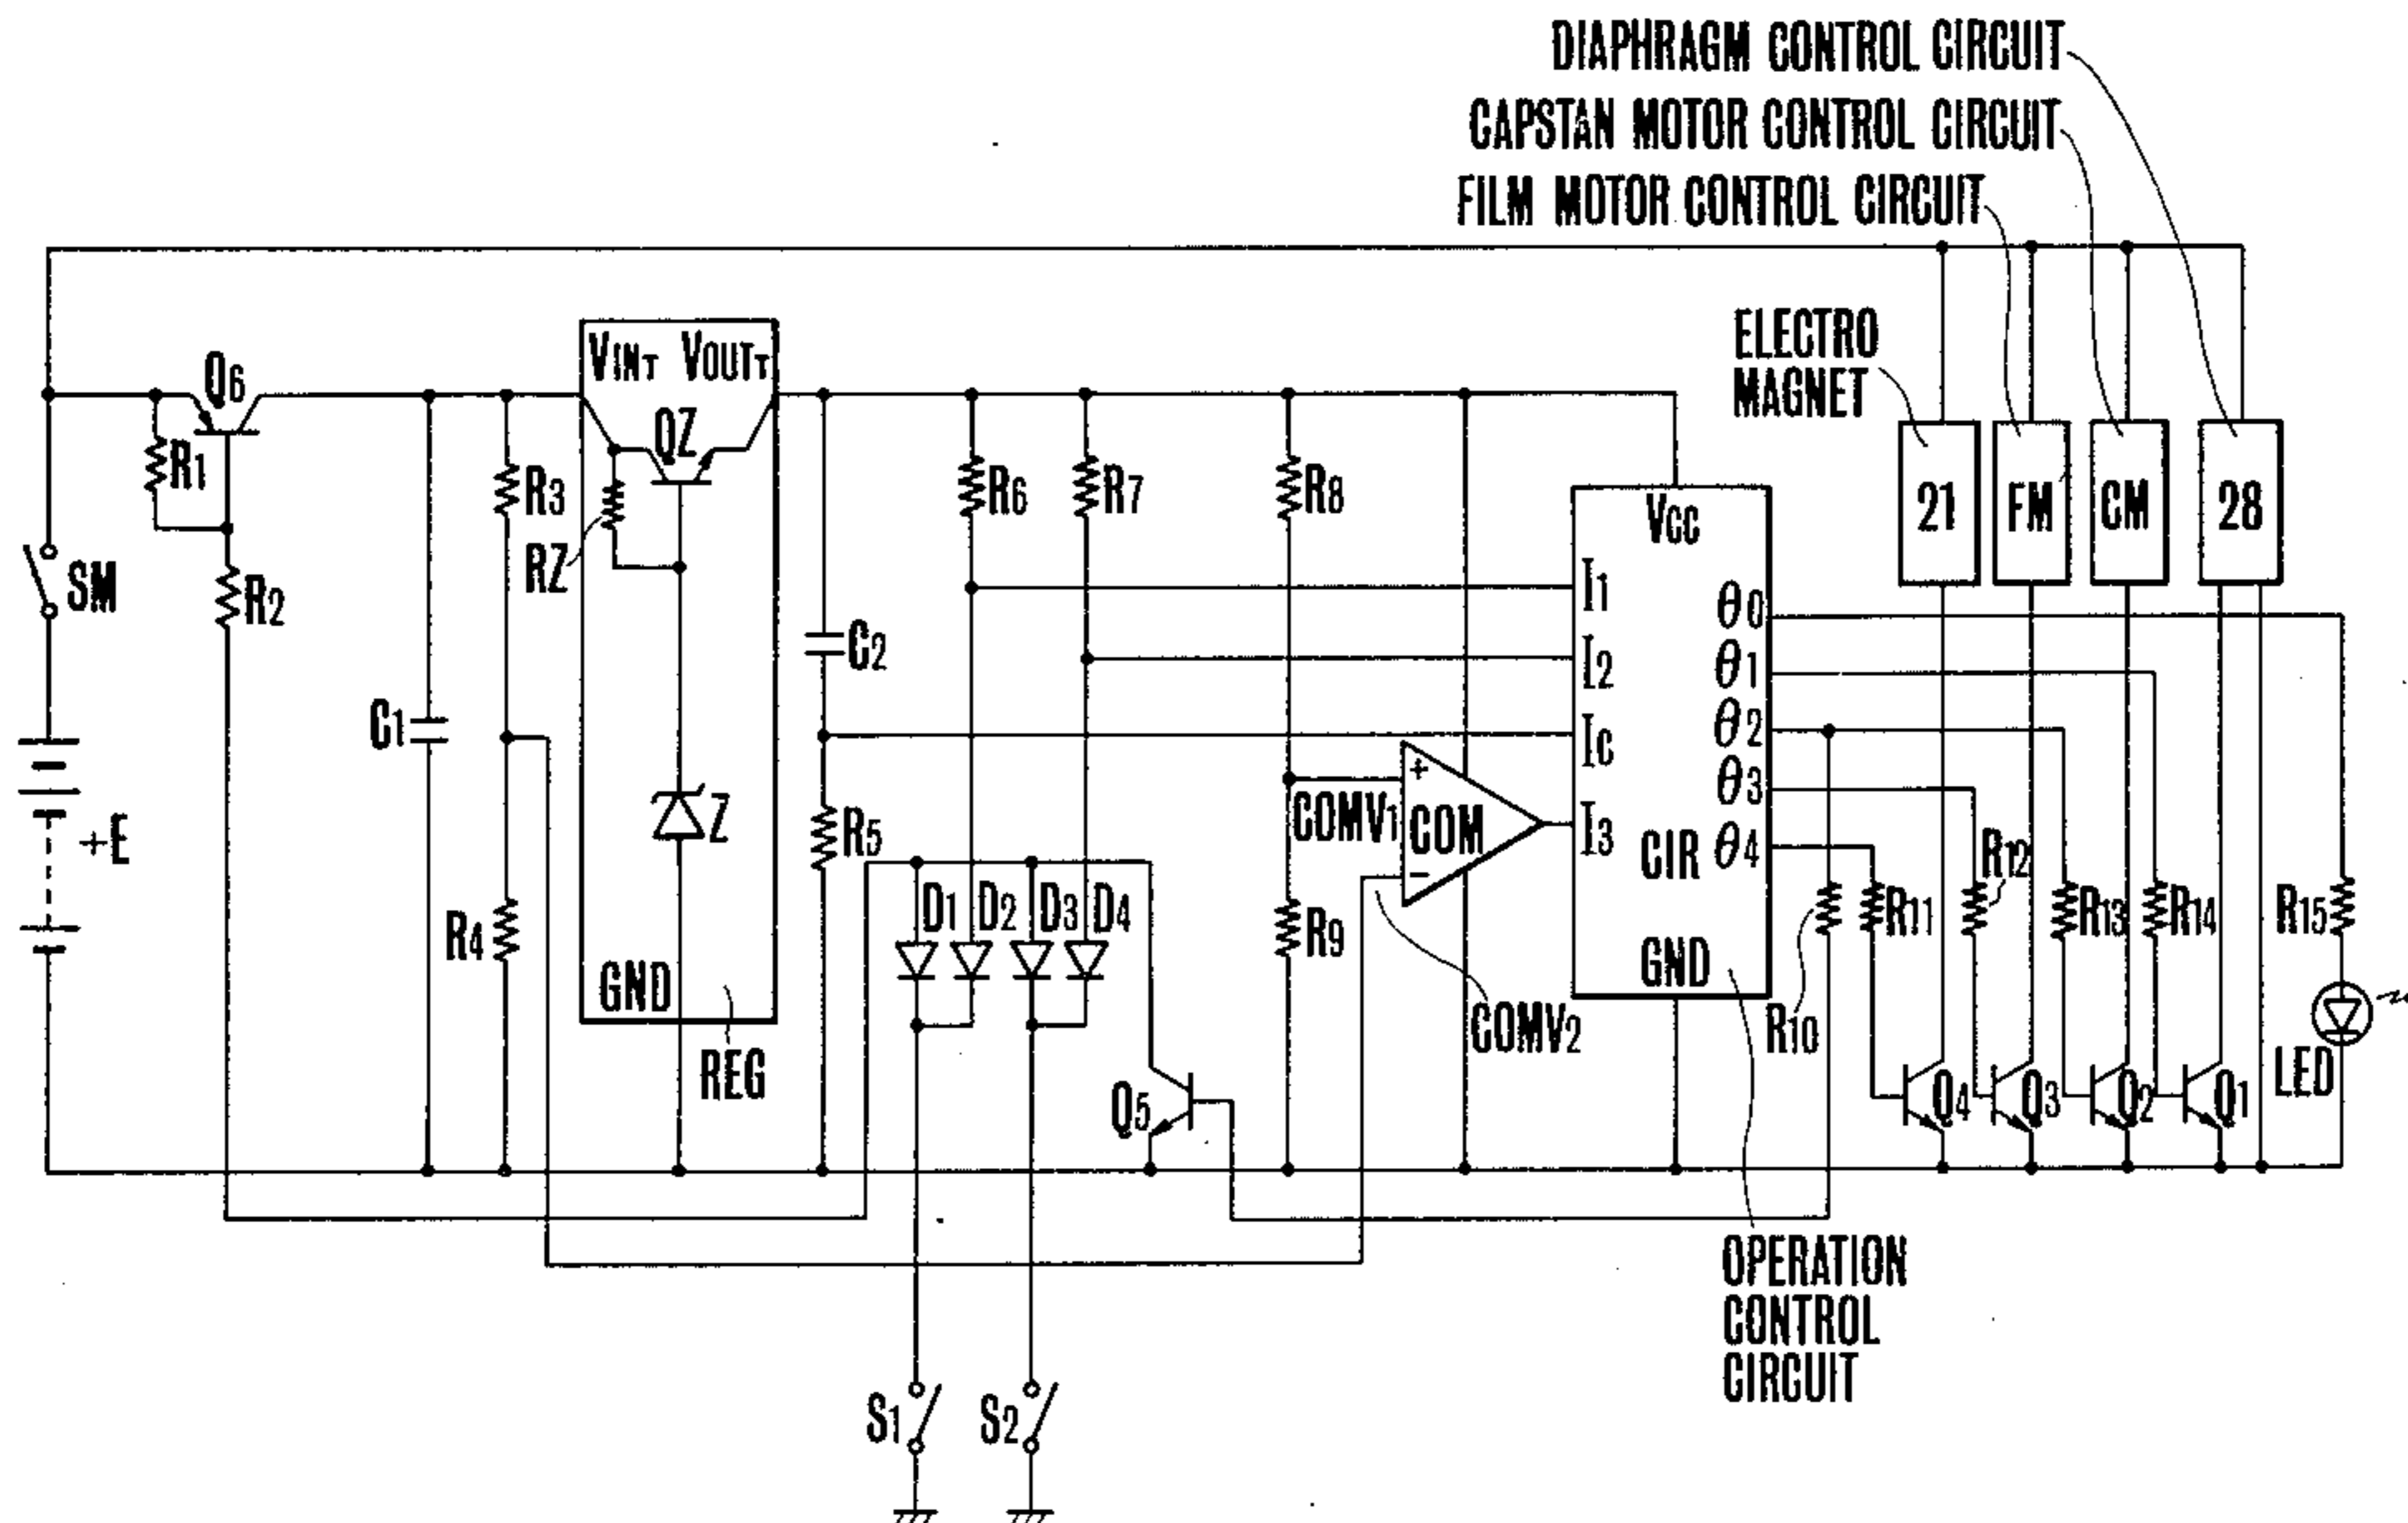 DIAPHRAGM CONTROL CIRCUIT
CAPSTAN MOTOR CONTROL CIRCUIT
FILM MOTOR CONTROL CIRCUIT
ELECTRO
MAGNET
Q6
VINT VOUTT
QZ
R1
R3
R6
R7
R8
VCC
21
FM
CM
28
RZ
SM
R2
I1
θ0
C2
I2
θ1
C1
IC
θ2
+
θ3
Z
+E
R5
COMV1
COM
I3
CIR
θ4
R12
D1
D2
D3
D4
R4
R9
−
R11
R13
R14
R15
GND
GND
COMV2
R10
REG
Q5
Q4
Q3
Q2
Q1
LED
OPERATION
CONTROL
CIRCUIT
S1
S2